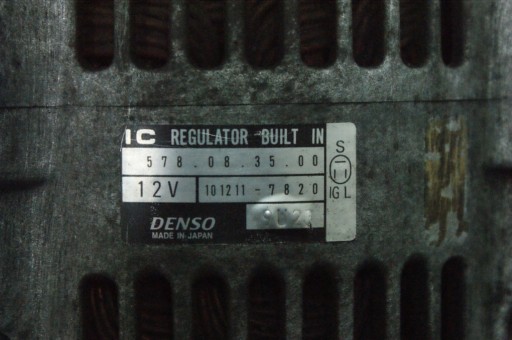 IC REGULATOR BUILT IN
578.08.35.00
12V 101211-7820
DENSO
MADE IN JAPAN
S
IG L